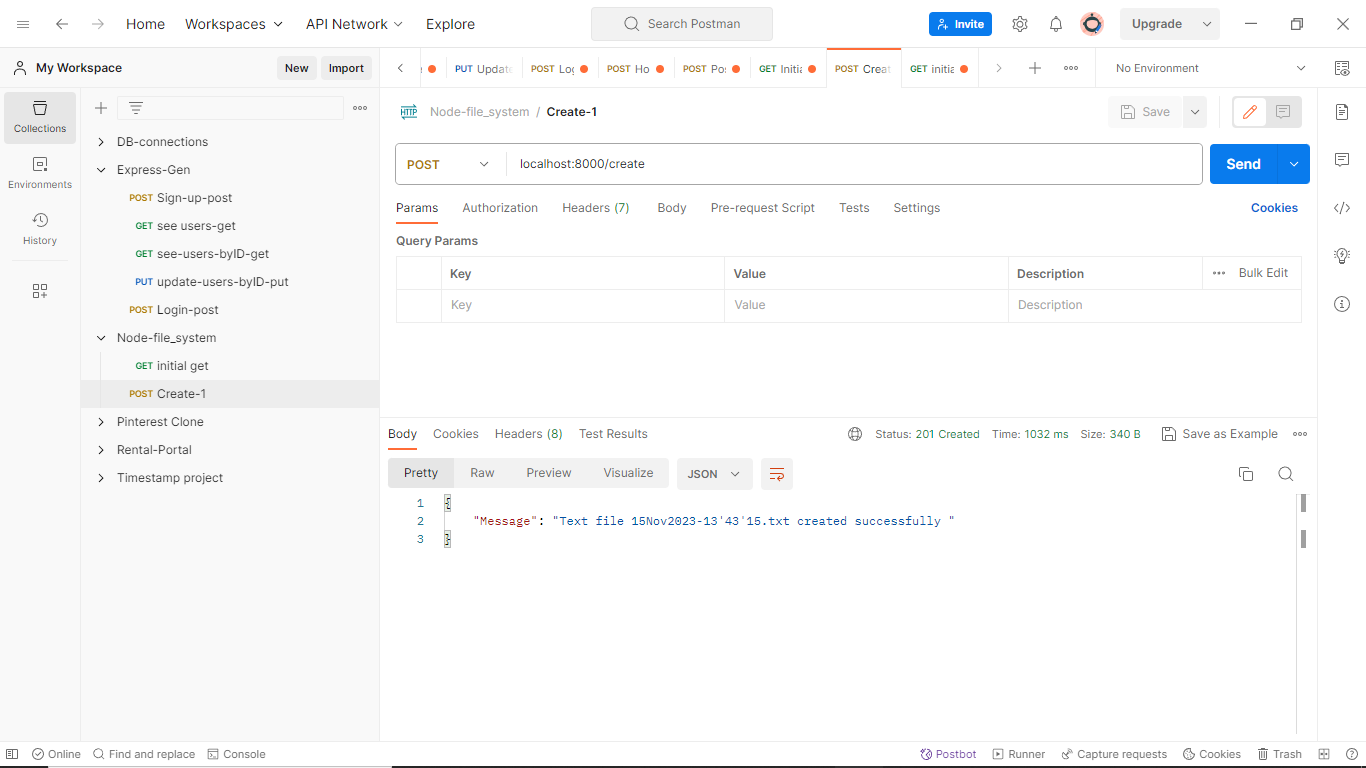 Home Workspaces API Network Explore Search Postman Invite Upgrade
My Workspace New Import
PUT Update POST Log POST Ho POST Pos GET Initia POST Crea GET initia No Environment
Collections
Environments
History
DB-connections
Express-Gen
POST Sign-up-post
GET see users-get
GET see-users-byID-get
PUT update-users-byID-put
POST Login-post
Node-file_system
GET initial get
POST Create-1
Pinterest Clone
Rental-Portal
Timestamp project
HTTP Node-file_system / Create-1 Save
POST localhost:8000/create Send
Params Authorization Headers (7) Body Pre-request Script Tests Settings Cookies
Query Params
Key Value Description Bulk Edit
Key Value Description
Body Cookies Headers (8) Test Results Status: 201 Created Time: 1032 ms Size: 340 B Save as Example
Pretty Raw Preview Visualize JSON
1 {
2 "Message": "Text file 15Nov2023-13'43'15.txt created successfully "
3 }
Online Find and replace Console Postbot Runner Capture requests Cookies Trash